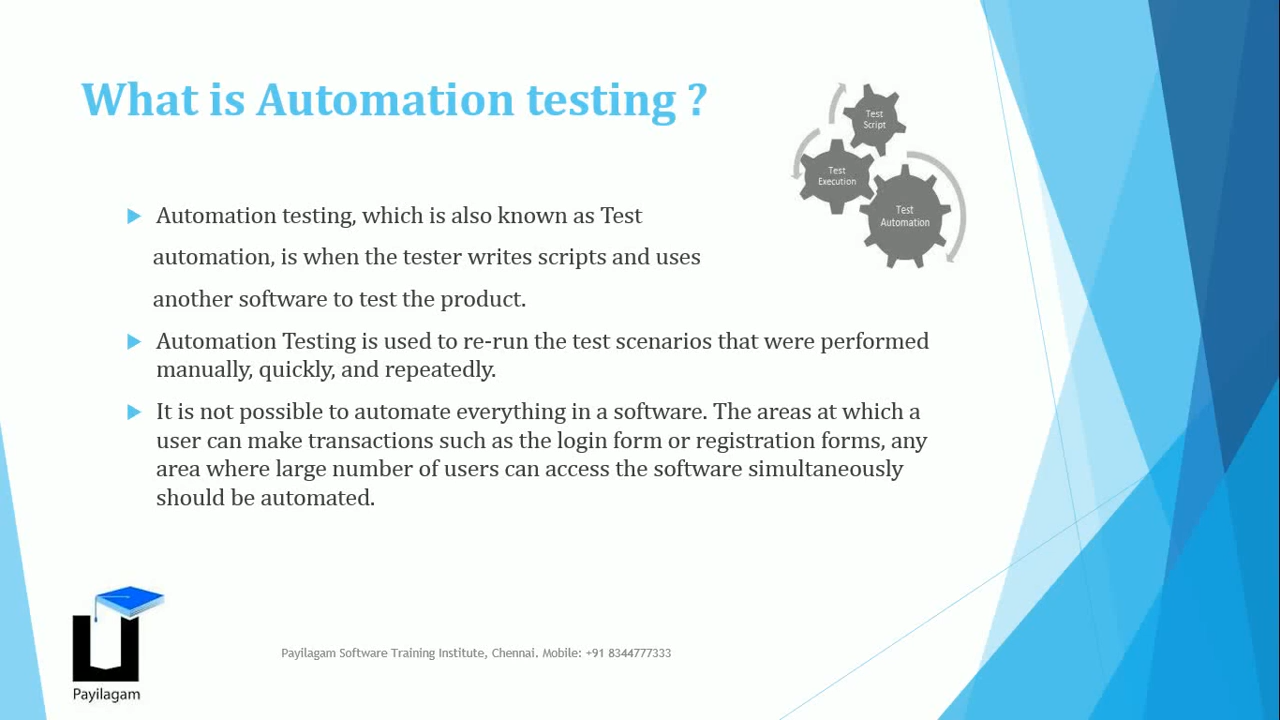 What is Automation testing ?
Test
Script
Test
Execution
Test
Automation
Automation testing, which is also known as Test
automation, is when the tester writes scripts and uses
another software to test the product.
Automation Testing is used to re-run the test scenarios that were performed
manually, quickly, and repeatedly.
It is not possible to automate everything in a software. The areas at which a
user can make transactions such as the login form or registration forms, any
area where large number of users can access the software simultaneously
should be automated.
Payilagam Software Training Institute, Chennai. Mobile: +91 8344777333
Payilagam